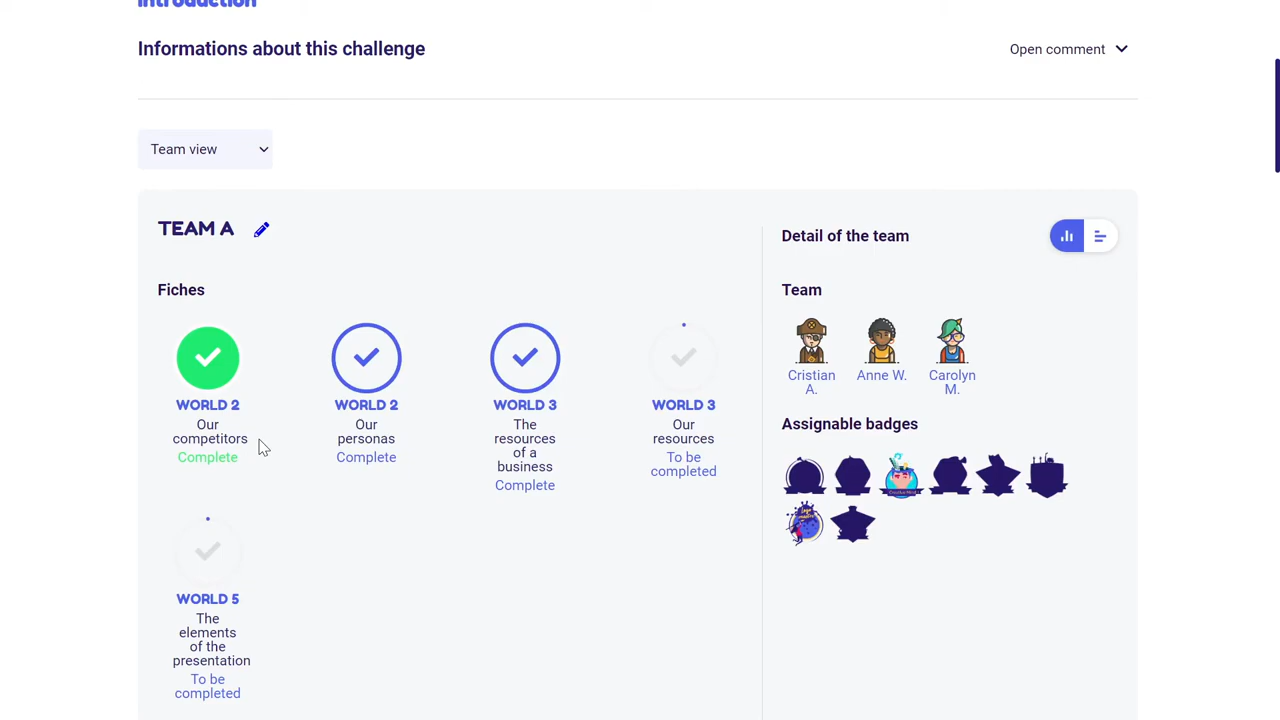 Introduction
Informations about this challenge
Open comment
Team view
TEAM A
Detail of the team
Fiches
Team
WORLD 2
Our
competitors
Complete
WORLD 2
Our
personas
Complete
WORLD 3
The
resources
of a
business
Complete
WORLD 3
Our
resources
To be
completed
Cristian
A.
Anne W.
Carolyn
M.
Assignable badges
WORLD 5
The
elements
of the
presentation
To be
completed